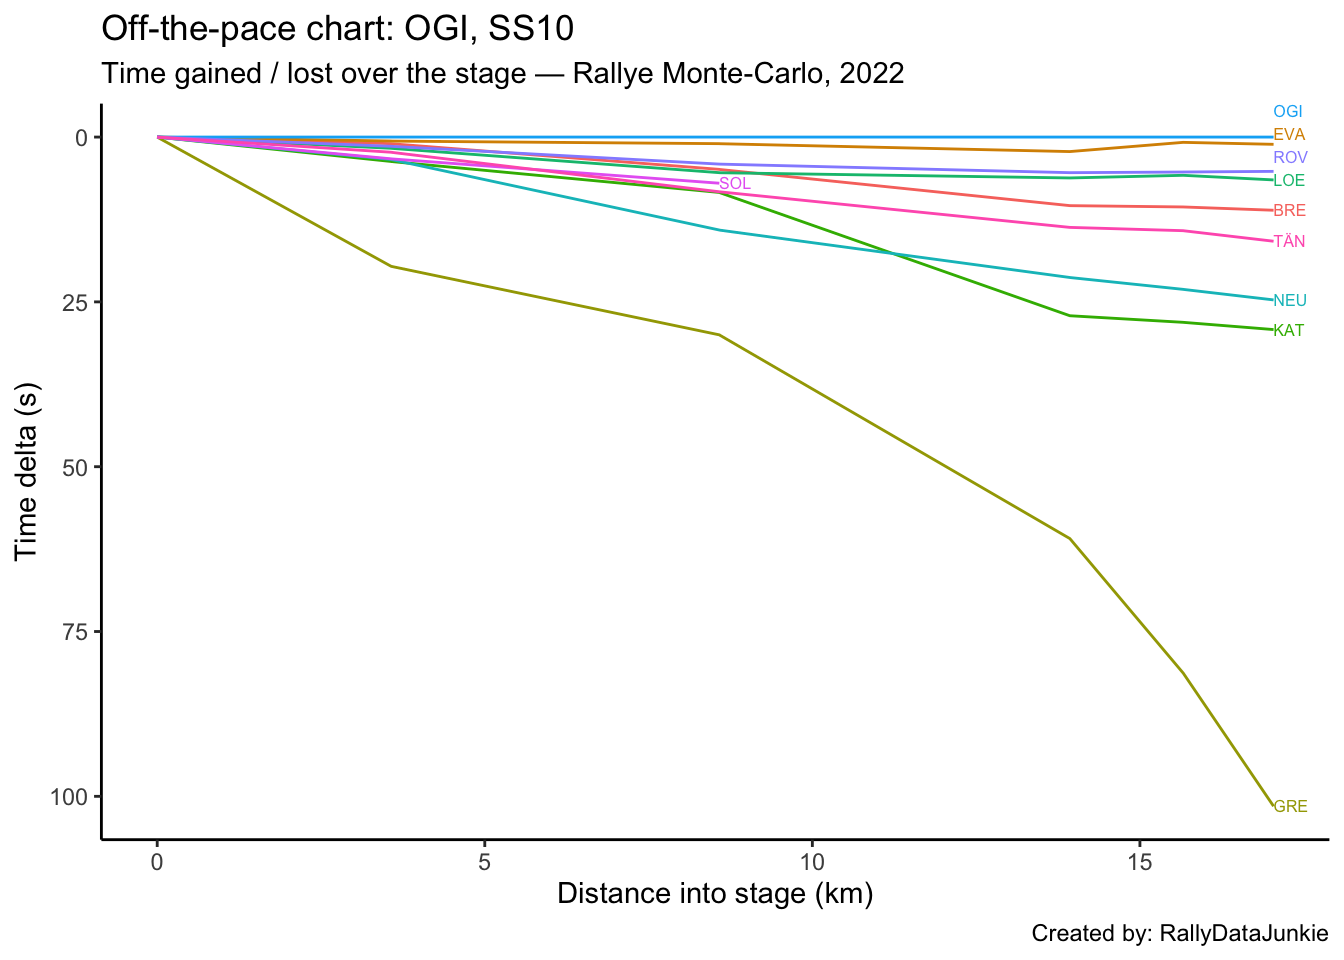 Off-the-pace chart: OGI, SS10
Time gained / lost over the stage — Rallye Monte-Carlo, 2022
OGI
EVA
ROV
LOE
SOL
BRE
TÄN
NEU
KAT
GRE
0
25
50
75
100
Time delta (s)
0 5 10 15
Distance into stage (km)
Created by: RallyDataJunkie